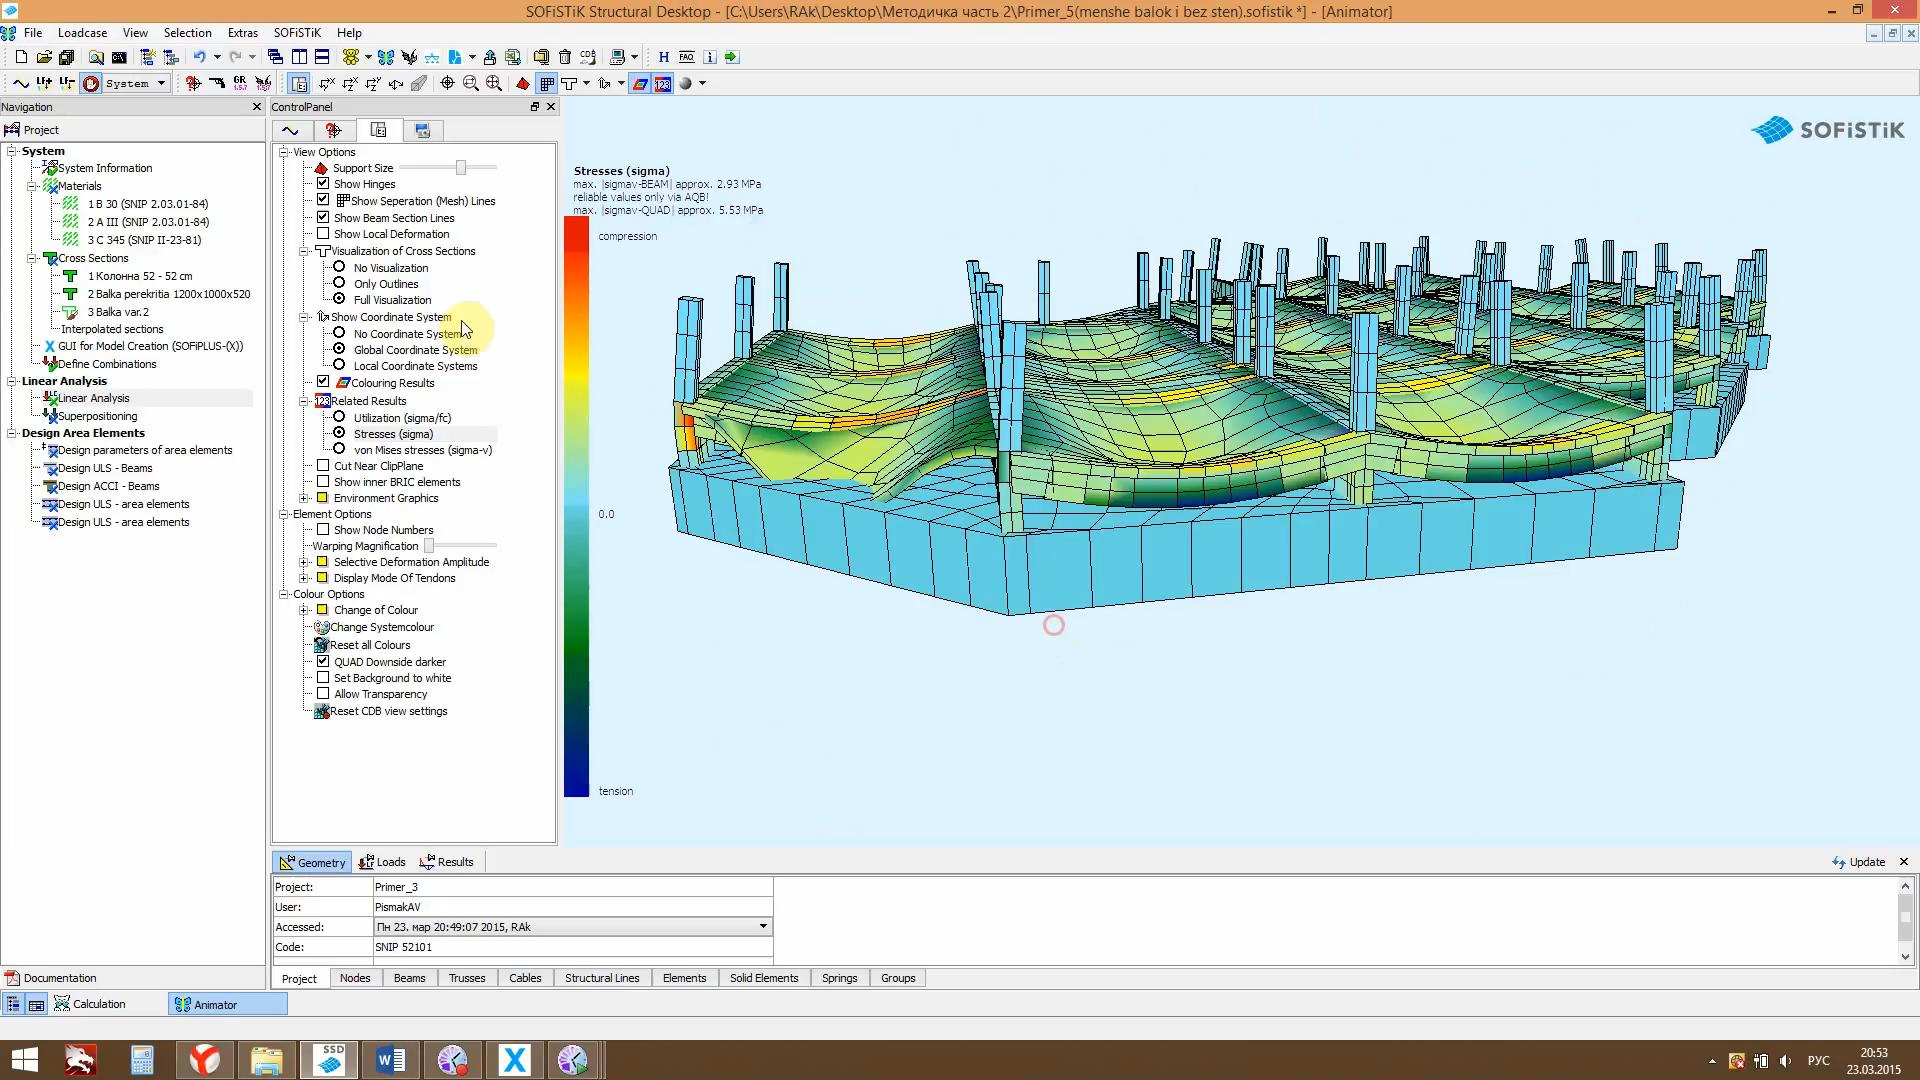 SOFiSTiK Structural Desktop - [C:\Users\RAk\Desktop\Методичка часть 2\Primer_5(menshe balok i bez sten).sofistik *] - [Animator]
File Loadcase View Selection Extras SOFiSTiK Help
System
Navigation
ControlPanel
Project
System
System Information
Materials
1 B 30 (SNIP 2.03.01-84)
2 A III (SNIP 2.03.01-84)
3 C 345 (SNIP II-23-81)
Cross Sections
1 Колонна 52 - 52 cm
2 Balka perekritia 1200x1000x520
3 Balka var.2
Interpolated sections
GUI for Model Creation (SOFiPLUS-(X))
Define Combinations
Linear Analysis
Linear Analysis
Superpositioning
Design Area Elements
Design parameters of area elements
Design ULS - Beams
Design ACCI - Beams
Design ULS - area elements
Design ULS - area elements
Documentation
View Options
Support Size
Show Hinges
Show Seperation (Mesh) Lines
Show Beam Section Lines
Show Local Deformation
Visualization of Cross Sections
No Visualization
Only Outlines
Full Visualization
Show Coordinate System
No Coordinate System
Global Coordinate System
Local Coordinate Systems
Colouring Results
123 Related Results
Utilization (sigma/fc)
Stresses (sigma)
von Mises stresses (sigma-v)
Cut Near ClipPlane
Show inner BRIC elements
Environment Graphics
Element Options
Show Node Numbers
Warping Magnification
Selective Deformation Amplitude
Display Mode Of Tendons
Colour Options
Change of Colour
Change Systemcolour
Reset all Colours
QUAD Downside darker
Set Background to white
Allow Transparency
Reset CDB view settings
SOFiSTiK
Stresses (sigma)
max. |sigmav-BEAM| approx. 2.93 MPa
reliable values only via AQB!
max. |sigmav-QUAD| approx. 5.53 MPa
compression
0.0
tension
Geometry Loads Results
Update
Project: Primer_3
User: PismakAV
Accessed: Пн 23. мар 20:49:07 2015, RAk
Code: SNIP 52101
Project Nodes Beams Trusses Cables Structural Lines Elements Solid Elements Springs Groups
Calculation Animator
SSD
РУС
20:53
23.03.2015